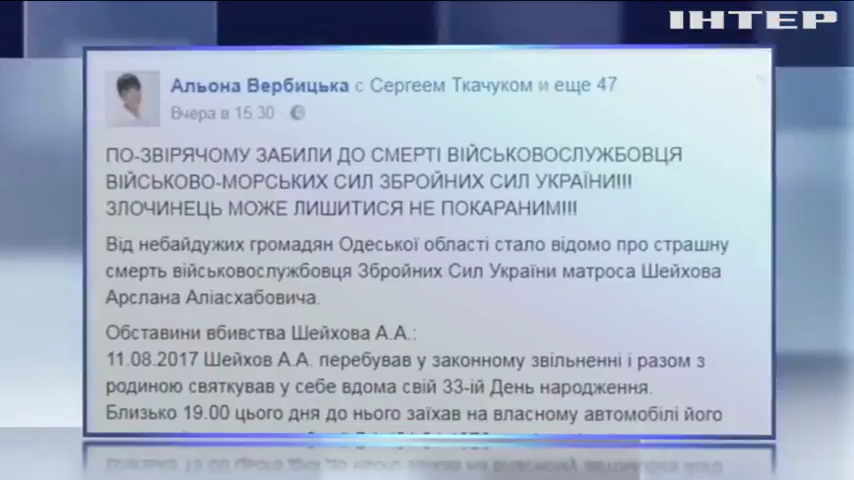 ІНТЕР
Альона Вербицька с Сергеем Ткачуком и еще 47
Вчера в 15:30
ПО-ЗВІРЯЧОМУ ЗАБИЛИ ДО СМЕРТІ ВІЙСЬКОВОСЛУЖБОВЦЯ
ВІЙСЬКОВО-МОРСЬКИХ СИЛ ЗБРОЙНИХ СИЛ УКРАЇНИ!!!
ЗЛОЧИНЕЦЬ МОЖЕ ЛИШИТИСЯ НЕ ПОКАРАНИМ!!!
Від небайдужих громадян Одеської області стало відомо про страшну
смерть військовослужбовця Збройних Сил України матроса Шейхова
Арслана Аліасхабовича.
Обставини вбивства Шейхова А.А.:
11.08.2017 Шейхов А.А. перебував у законному звільненні і разом з
родиною святкував у себе вдома свій 33-ій День народження.
Близько 19.00 цього дня до нього заїхав на власному автомобілі його